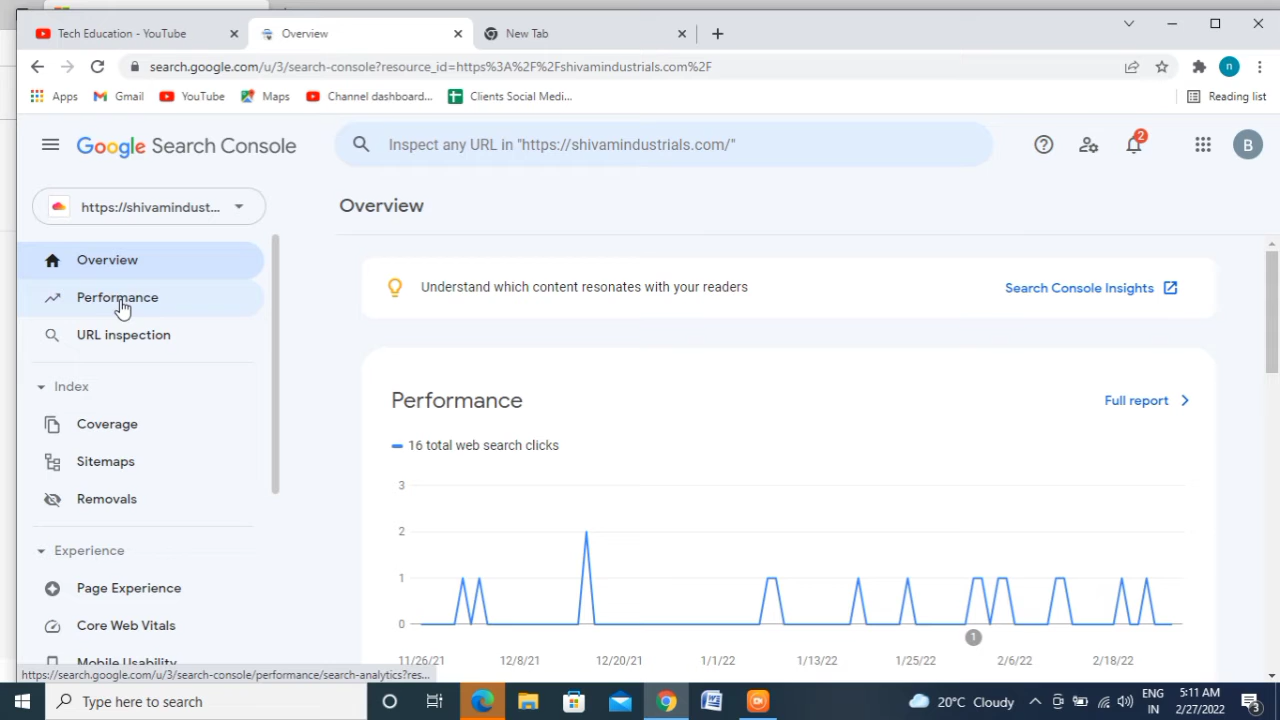 Tech Education - YouTube
Overview
New Tab
search.google.com/u/3/search-console?resource_id=https%3A%2F%2Fshivamindustrials.com%2F
n
Apps
Gmail
YouTube
Maps
Channel dashboard...
Clients Social Medi...
Reading list
Google Search Console
Inspect any URL in "https://shivamindustrials.com/"
2
B
https://shivamindust...
Overview
Overview
Performance
URL inspection
Index
Coverage
Sitemaps
Removals
Experience
Page Experience
Core Web Vitals
Mobile Usability
Understand which content resonates with your readers
Search Console Insights
Performance
Full report
16 total web search clicks
3
2
1
0
1
11/26/21
12/8/21
12/20/21
1/1/22
1/13/22
1/25/22
2/6/22
2/18/22
https://search.google.com/u/3/search-console/performance/search-analytics?res...
Type here to search
20°C Cloudy
ENG
IN
5:11 AM
2/27/2022
3